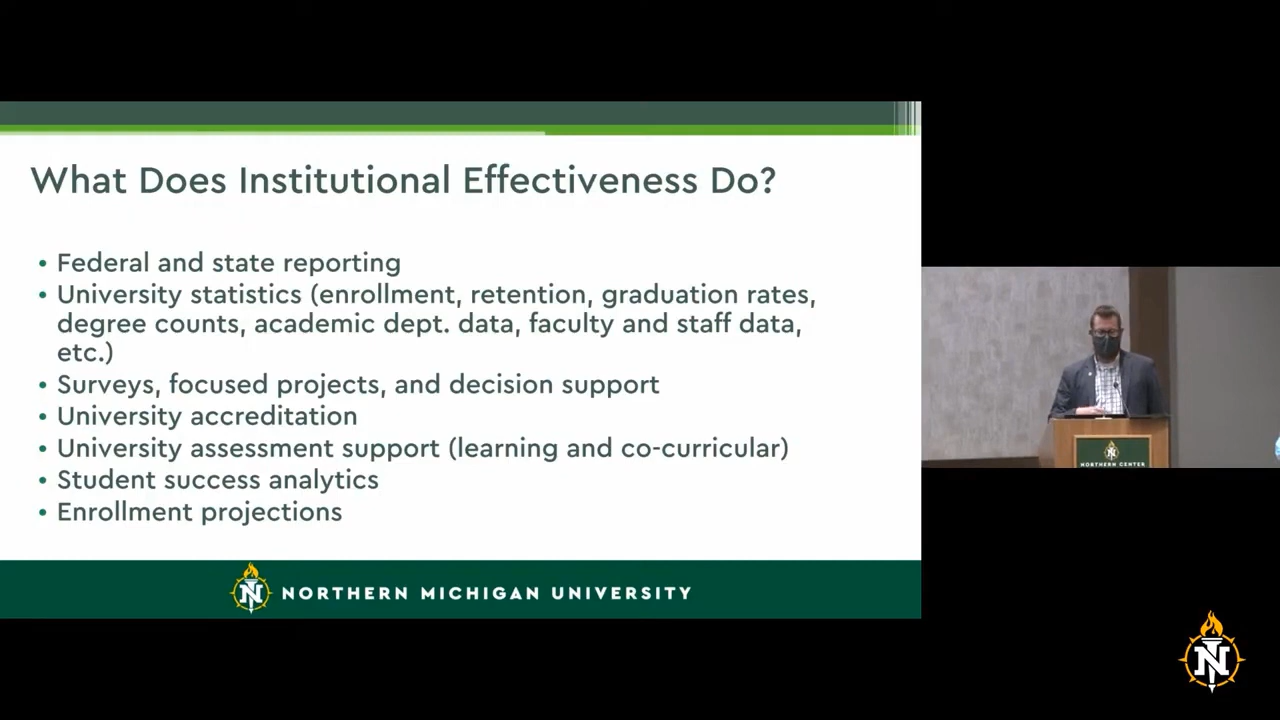 What Does Institutional Effectiveness Do?
• Federal and state reporting
• University statistics (enrollment, retention, graduation rates,
degree counts, academic dept. data, faculty and staff data,
etc.)
• Surveys, focused projects, and decision support
• University accreditation
• University assessment support (learning and co-curricular)
• Student success analytics
• Enrollment projections
N NORTHERN MICHIGAN UNIVERSITY
N
NORTHERN CENTER
N